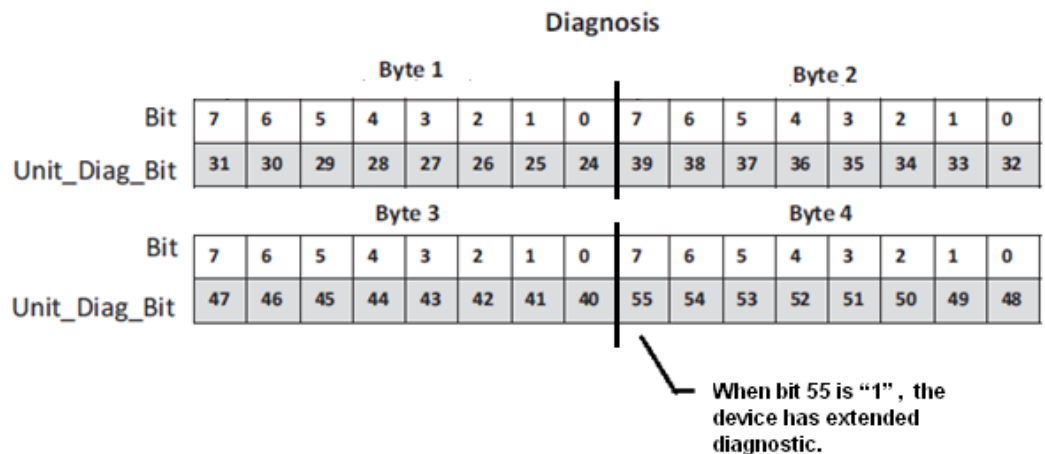 Diagnosis
Byte 1 Byte 2
Bit 7 6 5 4 3 2 1 0 7 6 5 4 3 2 1 0
Unit_Diag_Bit 31 30 29 28 27 26 25 24 39 38 37 36 35 34 33 32
Byte 3 Byte 4
Bit 7 6 5 4 3 2 1 0 7 6 5 4 3 2 1 0
Unit_Diag_Bit 47 46 45 44 43 42 41 40 55 54 53 52 51 50 49 48
When bit 55 is “1” , the
device has extended
diagnostic.